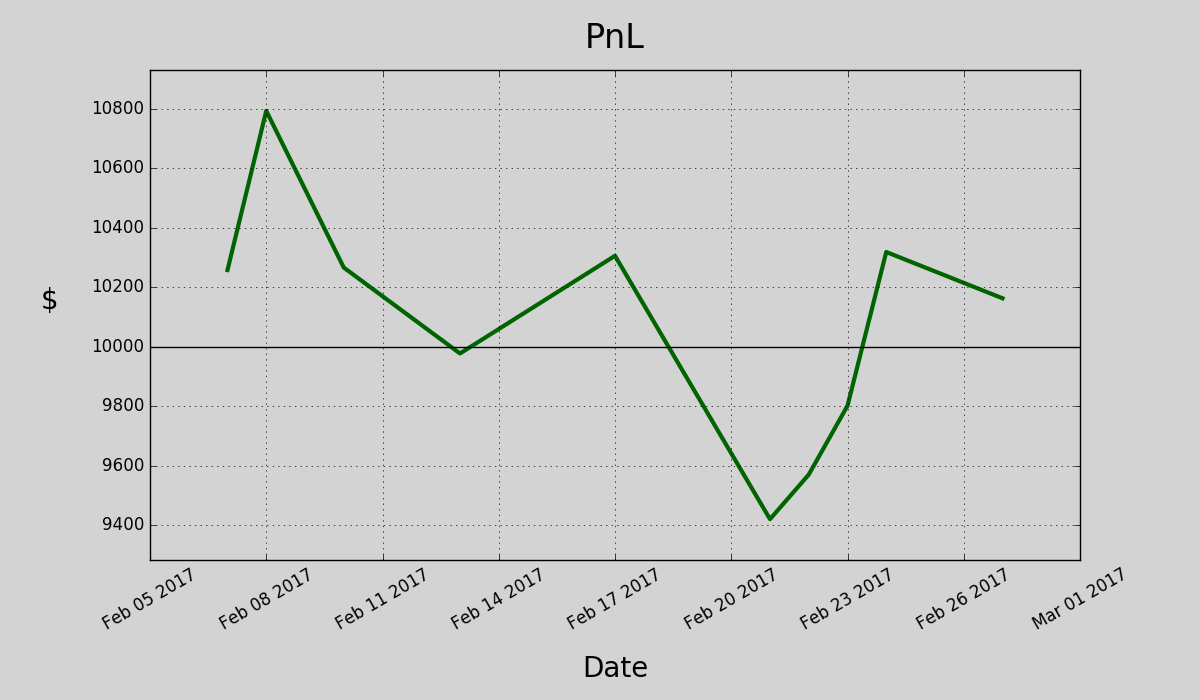 PnL
10800
10600
10400
10200
$
10000
9800
9600
9400
Feb 05 2017
Feb 08 2017
Feb 11 2017
Feb 14 2017
Feb 17 2017
Feb 20 2017
Feb 23 2017
Feb 26 2017
Mar 01 2017
Date